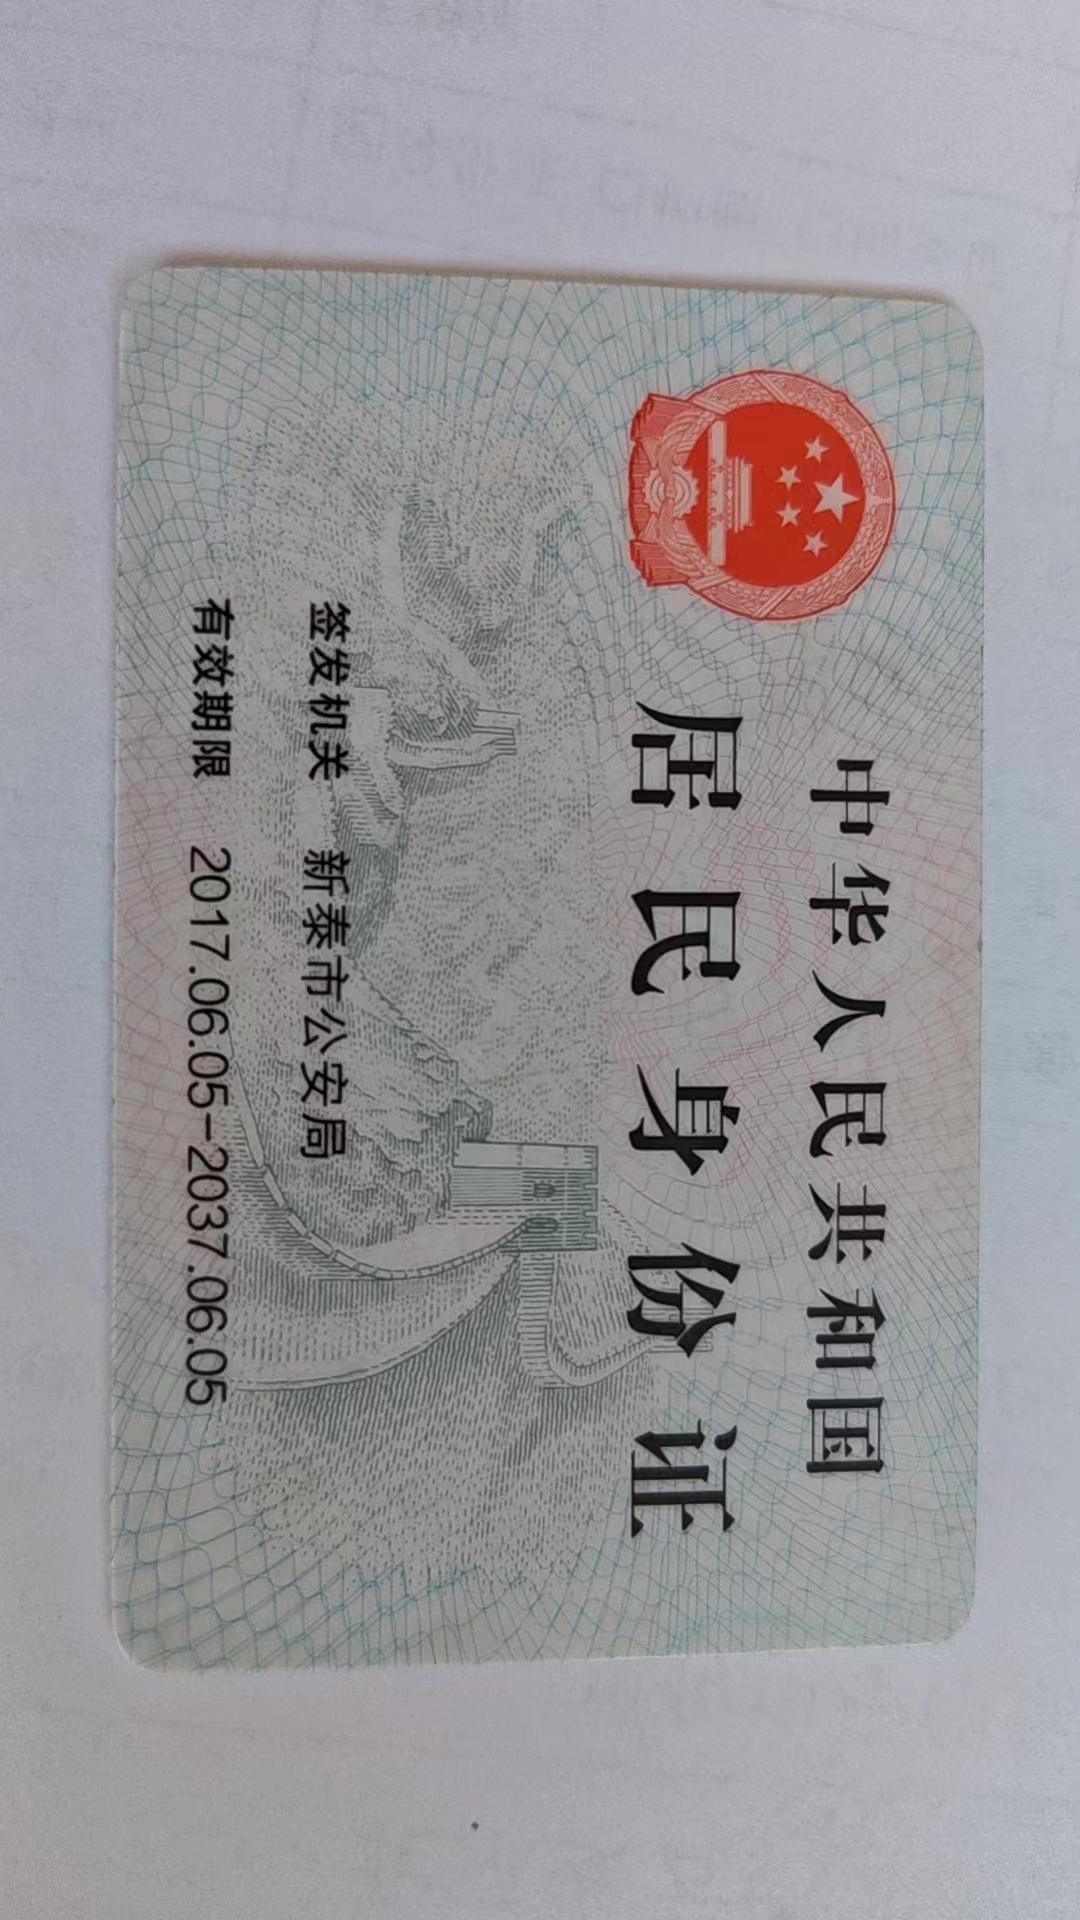 中华人民共和国
居民身份证
签发机关 新泰市公安局
有效期限 2017.06.05-2037.06.05